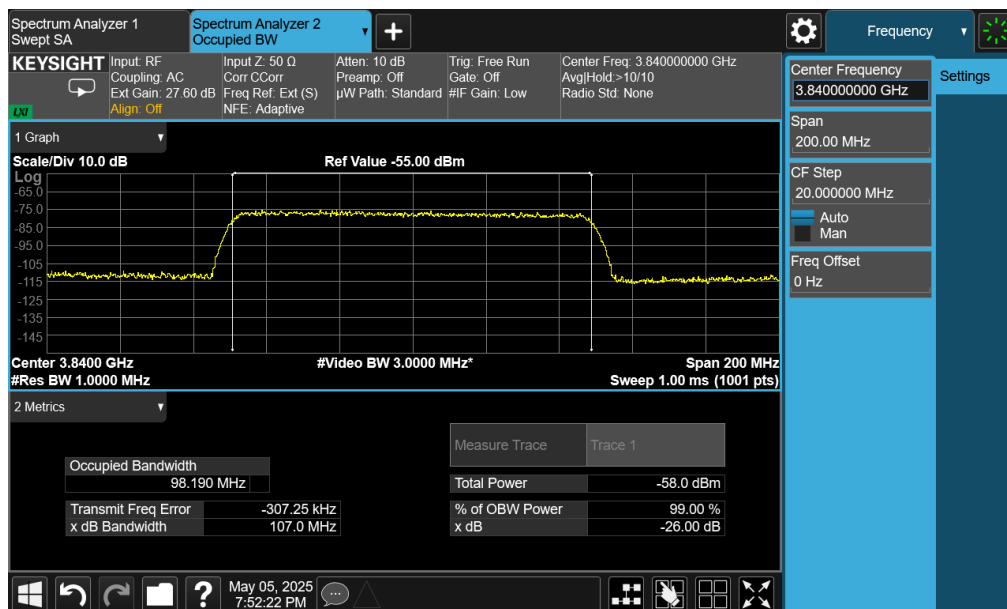 Spectrum Analyzer 1
Swept SA
Spectrum Analyzer 2
Occupied BW
+
Frequency
KEYSIGHT
LXI
Input: RF
Coupling: AC
Ext Gain: 27.60 dB
Align: Off
Input Z: 50 Ω
Corr CCorr
Freq Ref: Ext (S)
NFE: Adaptive
Atten: 10 dB
Preamp: Off
µW Path: Standard
Trig: Free Run
Gate: Off
#IF Gain: Low
Center Freq: 3.840000000 GHz
Avg|Hold:>10/10
Radio Std: None
Center Frequency
3.840000000 GHz
Settings
Span
200.00 MHz
CF Step
20.000000 MHz
Auto
Man
Freq Offset
0 Hz
1 Graph
Scale/Div 10.0 dB
Ref Value -55.00 dBm
Log
-65.0
-75.0
-85.0
-95.0
-105
-115
-125
-135
-145
Center 3.8400 GHz
#Video BW 3.0000 MHz*
Span 200 MHz
#Res BW 1.0000 MHz
Sweep 1.00 ms (1001 pts)
2 Metrics
Measure Trace
Trace 1
Occupied Bandwidth
98.190 MHz
Total Power
-58.0 dBm
Transmit Freq Error
-307.25 kHz
% of OBW Power
99.00 %
x dB Bandwidth
107.0 MHz
x dB
-26.00 dB
?
May 05, 2025
7:52:22 PM